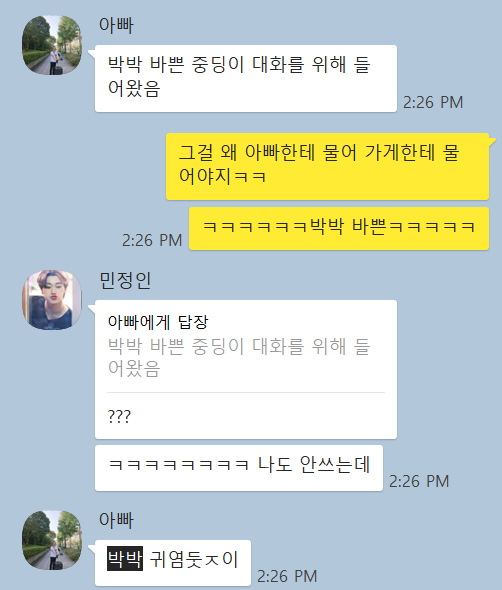 아빠
박박 바쁜 중딩이 대화를 위해 들
어왔음
2:26 PM
그걸 왜 아빠한테 물어 가게한테 물
어야지ㅋㅋ
ㅋㅋㅋㅋㅋㅋ박박 바쁜ㅋㅋㅋㅋㅋ
2:26 PM
민정인
아빠에게 답장
박박 바쁜 중딩이 대화를 위해 들
어왔음
???
ㅋㅋㅋㅋㅋㅋㅋㅋ 나도 안쓰는데
2:26 PM
아빠
박박 귀염둣ㅈ이
2:26 PM